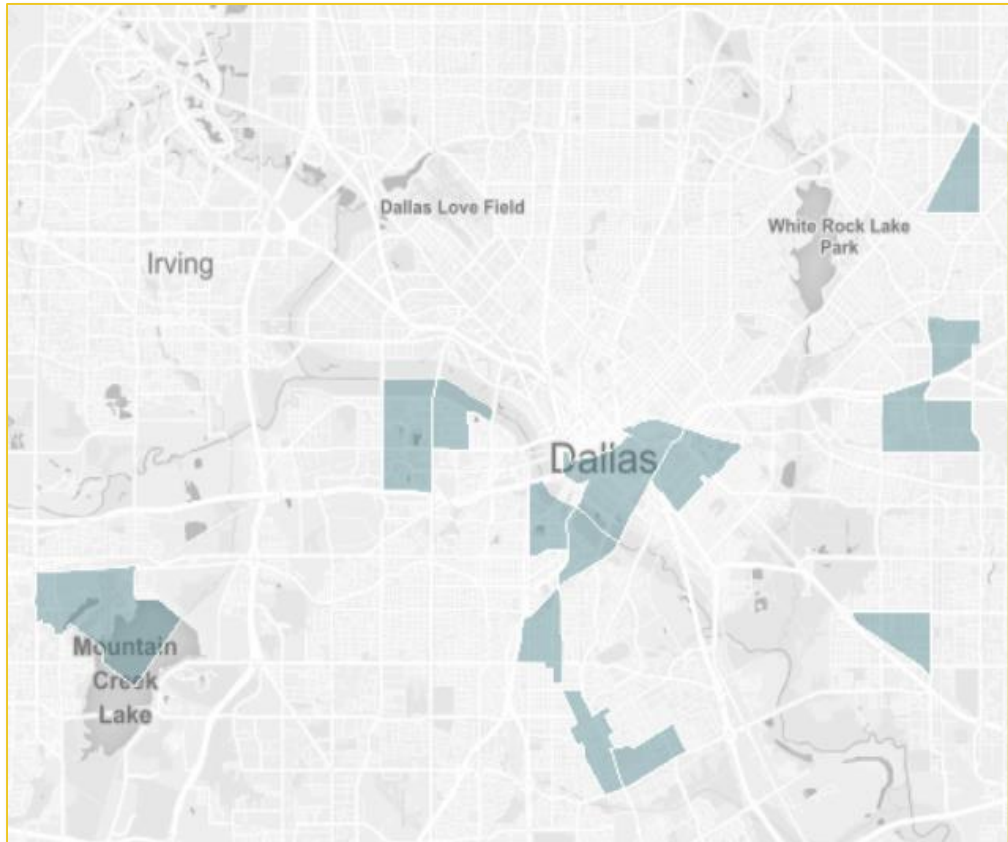 Dallas Love Field
White Rock Lake
Park
Irving
Dallas
Mountain
Creek
Lake